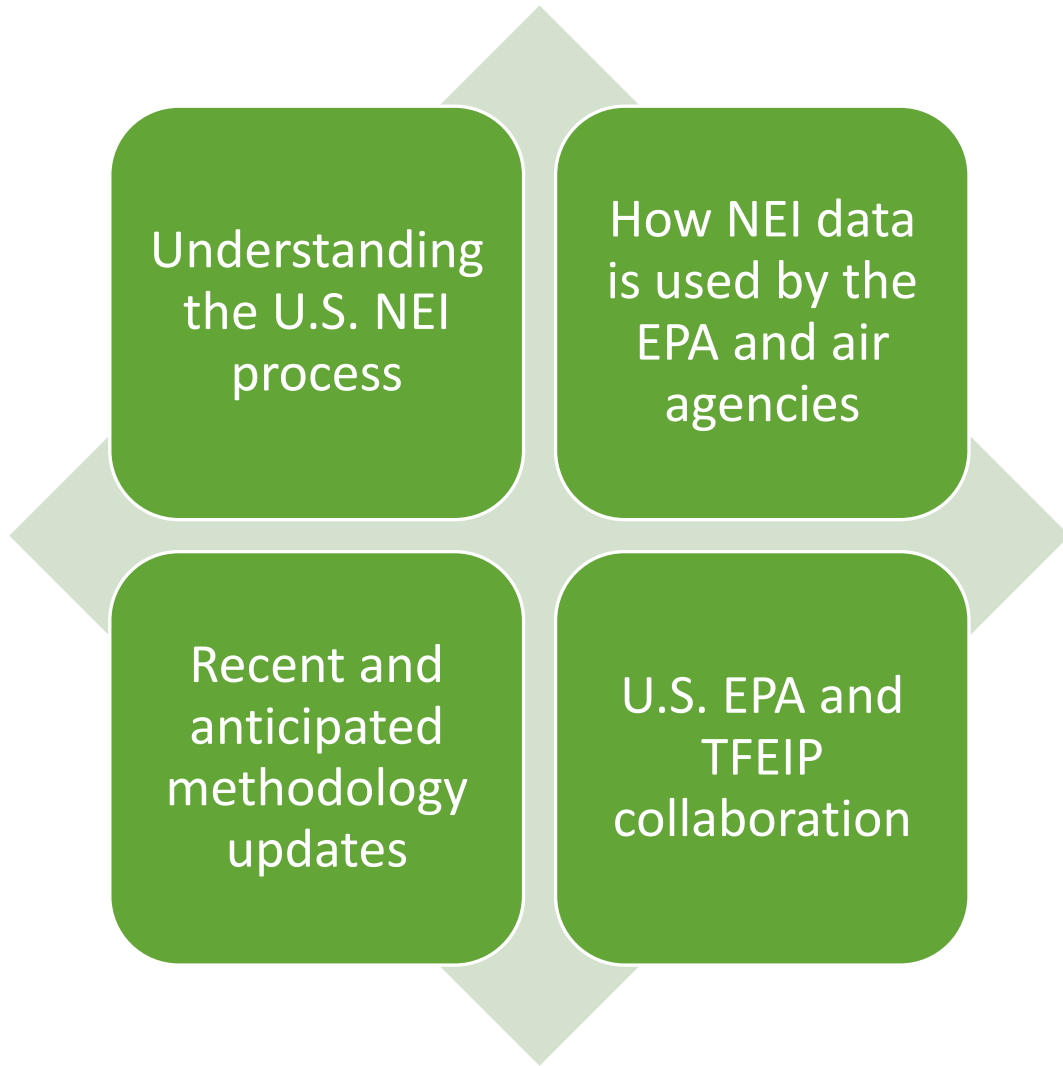 Understanding
the U.S. NEI
process
How NEI data
is used by the
EPA and air
agencies
Recent and
anticipated
methodology
updates
U.S. EPA and
TFEIP
collaboration